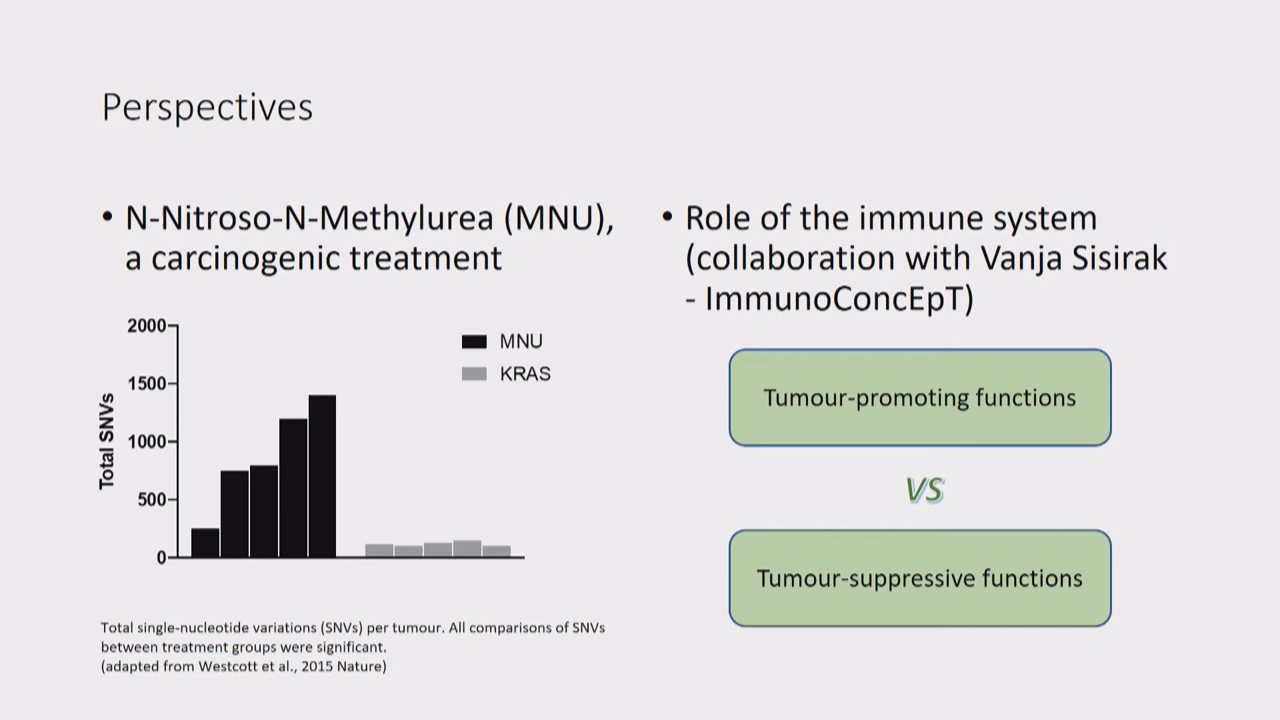 Perspectives
• N-Nitroso-N-Methylurea (MNU),
a carcinogenic treatment
2000
1500
1000
500
0
Total SNVs
MNU
KRAS
Total single-nucleotide variations (SNVs) per tumour. All comparisons of SNVs
between treatment groups were significant.
(adapted from Westcott et al., 2015 Nature)
• Role of the immune system
(collaboration with Vanja Sisirak
- ImmunoConcEpT)
Tumour-promoting functions
VS
Tumour-suppressive functions